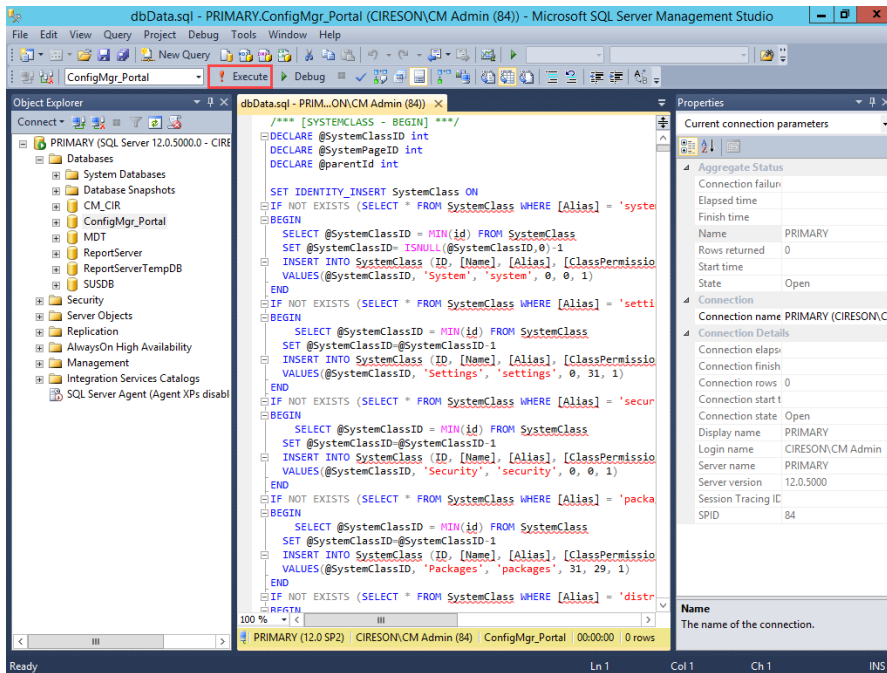 dbData.sql - PRIMARY.ConfigMgr_Portal (CIRESON\CM Admin (84)) - Microsoft SQL Server Management Studio
File Edit View Query Project Debug Tools Window Help
New Query
ConfigMgr_Portal Execute Debug
Object Explorer
Connect
PRIMARY (SQL Server 12.0.5000.0 - CIRE
Databases
System Databases
Database Snapshots
CM_CIR
ConfigMgr_Portal
MDT
ReportServer
ReportServerTempDB
SUSDB
Security
Server Objects
Replication
AlwaysOn High Availability
Management
Integration Services Catalogs
SQL Server Agent (Agent XPs disabl
dbData.sql - PRIM...ON\CM Admin (84))
/*** [SYSTEMCLASS - BEGIN] ***/
DECLARE @SystemClassID int
DECLARE @SystemPageID int
DECLARE @parentId int
SET IDENTITY_INSERT SystemClass ON
IF NOT EXISTS (SELECT * FROM SystemClass WHERE [Alias] = 'syste
BEGIN
SELECT @SystemClassID = MIN(id) FROM SystemClass
SET @SystemClassID= ISNULL(@SystemClassID,0)-1
INSERT INTO SystemClass (ID, [Name], [Alias], [ClassPermissio
VALUES(@SystemClassID, 'System', 'system', 0, 0, 1)
END
IF NOT EXISTS (SELECT * FROM SystemClass WHERE [Alias] = 'setti
BEGIN
SELECT @SystemClassID = MIN(id) FROM SystemClass
SET @SystemClassID=@SystemClassID-1
INSERT INTO SystemClass (ID, [Name], [Alias], [ClassPermissio
VALUES(@SystemClassID, 'Settings', 'settings', 0, 31, 1)
END
IF NOT EXISTS (SELECT * FROM SystemClass WHERE [Alias] = 'secur
BEGIN
SELECT @SystemClassID = MIN(id) FROM SystemClass
SET @SystemClassID=@SystemClassID-1
INSERT INTO SystemClass (ID, [Name], [Alias], [ClassPermissio
VALUES(@SystemClassID, 'Security', 'security', 0, 0, 1)
END
IF NOT EXISTS (SELECT * FROM SystemClass WHERE [Alias] = 'packa
BEGIN
SELECT @SystemClassID = MIN(id) FROM SystemClass
SET @SystemClassID=@SystemClassID-1
INSERT INTO SystemClass (ID, [Name], [Alias], [ClassPermissio
VALUES(@SystemClassID, 'Packages', 'packages', 31, 29, 1)
END
IF NOT EXISTS (SELECT * FROM SystemClass WHERE [Alias] = 'distr
BEGIN
100 %
PRIMARY (12.0 SP2) CIRESON\CM Admin (84) ConfigMgr_Portal 00:00:00 0 rows
Properties
Current connection parameters
Aggregate Status
Connection failure
Elapsed time
Finish time
Name PRIMARY
Rows returned 0
Start time
State Open
Connection
Connection name PRIMARY (CIRESON\C
Connection Details
Connection elapse
Connection finish
Connection rows 0
Connection start t
Connection state Open
Display name PRIMARY
Login name CIRESON\CM Admin
Server name PRIMARY
Server version 12.0.5000
Session Tracing ID
SPID 84
Name
The name of the connection.
Ready Ln 1 Col 1 Ch 1 INS